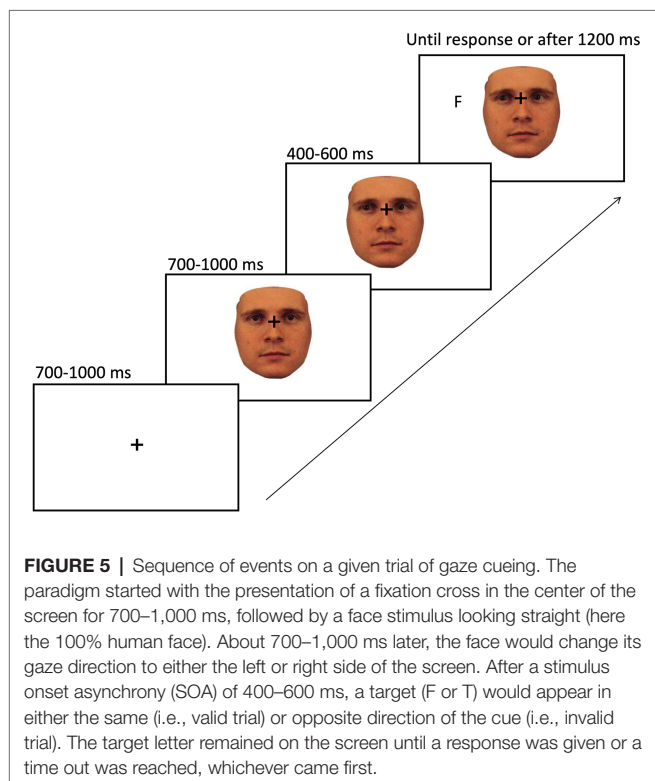 Until response or after 1200 ms
F
400-600 ms
700-1000 ms
700-1000 ms
FIGURE 5 | Sequence of events on a given trial of gaze cueing. The
paradigm started with the presentation of a fixation cross in the center of the
screen for 700–1,000 ms, followed by a face stimulus looking straight (here
the 100% human face). About 700–1,000 ms later, the face would change its
gaze direction to either the left or right side of the screen. After a stimulus
onset asynchrony (SOA) of 400–600 ms, a target (F or T) would appear in
either the same (i.e., valid trial) or opposite direction of the cue (i.e., invalid
trial). The target letter remained on the screen until a response was given or a
time out was reached, whichever came first.